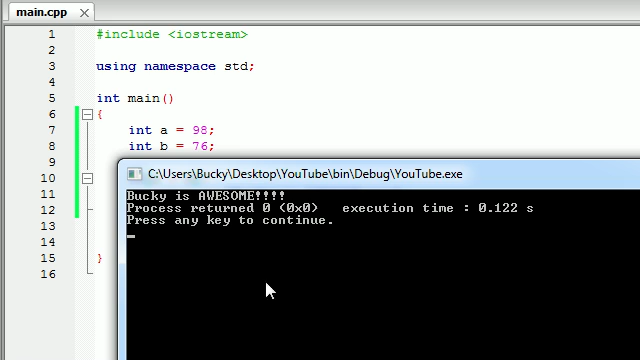 main.cpp
1 #include <iostream>
2
3 using namespace std;
4
5 int main()
6 {
7 int a = 98;
8 int b = 76;
9
10
11
12
13
14
15 }
16
C:\Users\Bucky\Desktop\YouTube\bin\Debug\YouTube.exe
Bucky is AWESOME!!!!
Process returned 0 (0x0)   execution time : 0.122 s
Press any key to continue.